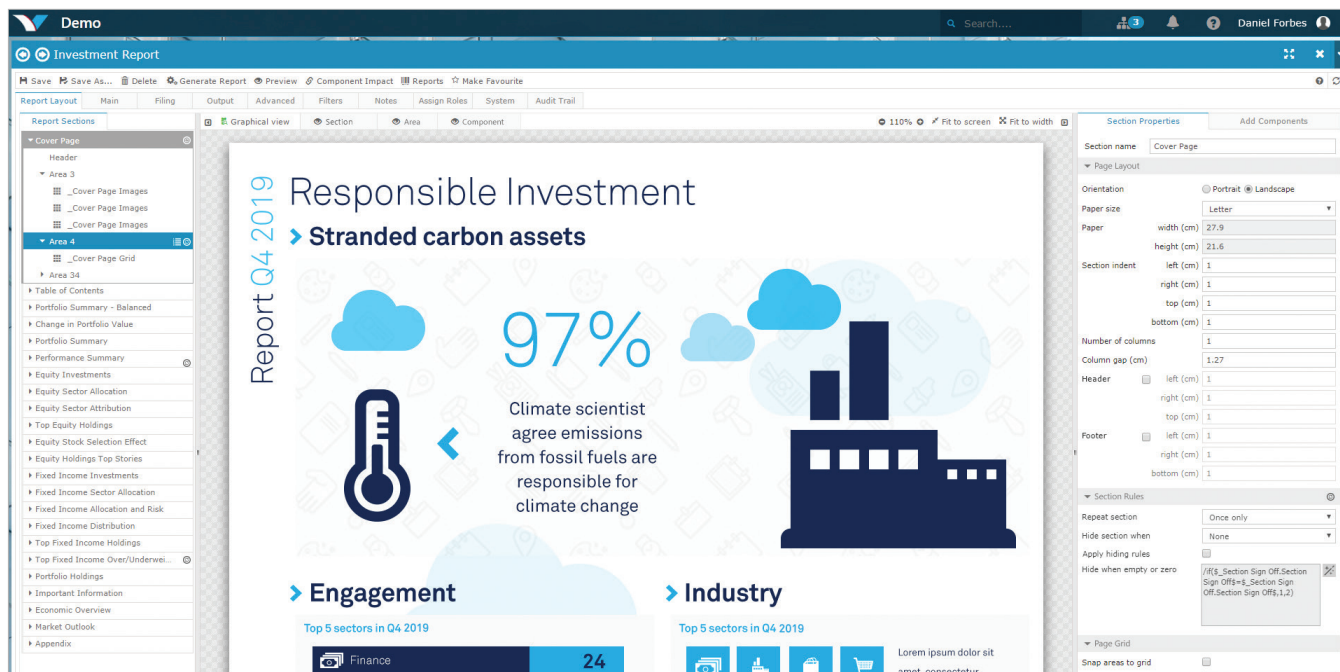 Demo
Search....
3
Daniel Forbes
Investment Report
Save Save As... Delete Generate Report Preview Component Impact Reports Make Favourite
Report Layout Main Filing Output Advanced Filters Notes Assign Roles System Audit Trail
Report Sections
Graphical view Section Area Component 110% Fit to screen Fit to width
Section Properties Add Components
Cover Page
Header
Area 3
_Cover Page Images
_Cover Page Images
_Cover Page Images
Area 4
_Cover Page Grid
Area 34
Table of Contents
Portfolio Summary - Balanced
Change in Portfolio Value
Portfolio Summary
Performance Summary
Equity Investments
Equity Sector Allocation
Equity Sector Attribution
Top Equity Holdings
Equity Stock Selection Effect
Equity Holdings Top Stories
Fixed Income Investments
Fixed Income Sector Allocation
Fixed Income Allocation and Risk
Fixed Income Distribution
Top Fixed Income Holdings
Top Fixed Income Over/Underwei...
Portfolio Holdings
Important Information
Economic Overview
Market Outlook
Appendix
Report Q4 2019
Responsible Investment
Stranded carbon assets
97%
Climate scientist
agree emissions
from fossil fuels are
responsible for
climate change
Engagement
Top 5 sectors in Q4 2019
Finance
24
Industry
Top 5 sectors in Q4 2019
Lorem ipsum dolor sit
amet, consectetur
Section name Cover Page
Page Layout
Orientation Portrait Landscape
Paper size Letter
Paper width (cm) 27.9
height (cm) 21.6
Section indent left (cm) 1
right (cm) 1
top (cm) 1
bottom (cm) 1
Number of columns 1
Column gap (cm) 1.27
Header left (cm) 1
right (cm) 1
top (cm) 1
Footer left (cm) 1
right (cm) 1
bottom (cm) 1
Section Rules
Repeat section Once only
Hide section when None
Apply hiding rules
Hide when empty or zero
/if($_Section Sign Off.Section
Sign Off$=$_Section Sign
Off.Section Sign Off$,1,2)
Page Grid
Snap areas to grid